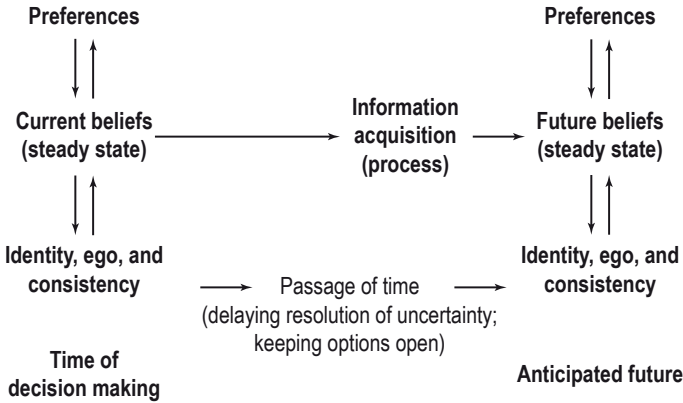 Preferences
Preferences
Current beliefs
(steady state)
Information
acquisition
(process)
Future beliefs
(steady state)
Identity, ego, and
consistency
Passage of time
(delaying resolution of uncertainty;
keeping options open)
Identity, ego, and
consistency
Time of
decision making
Anticipated future